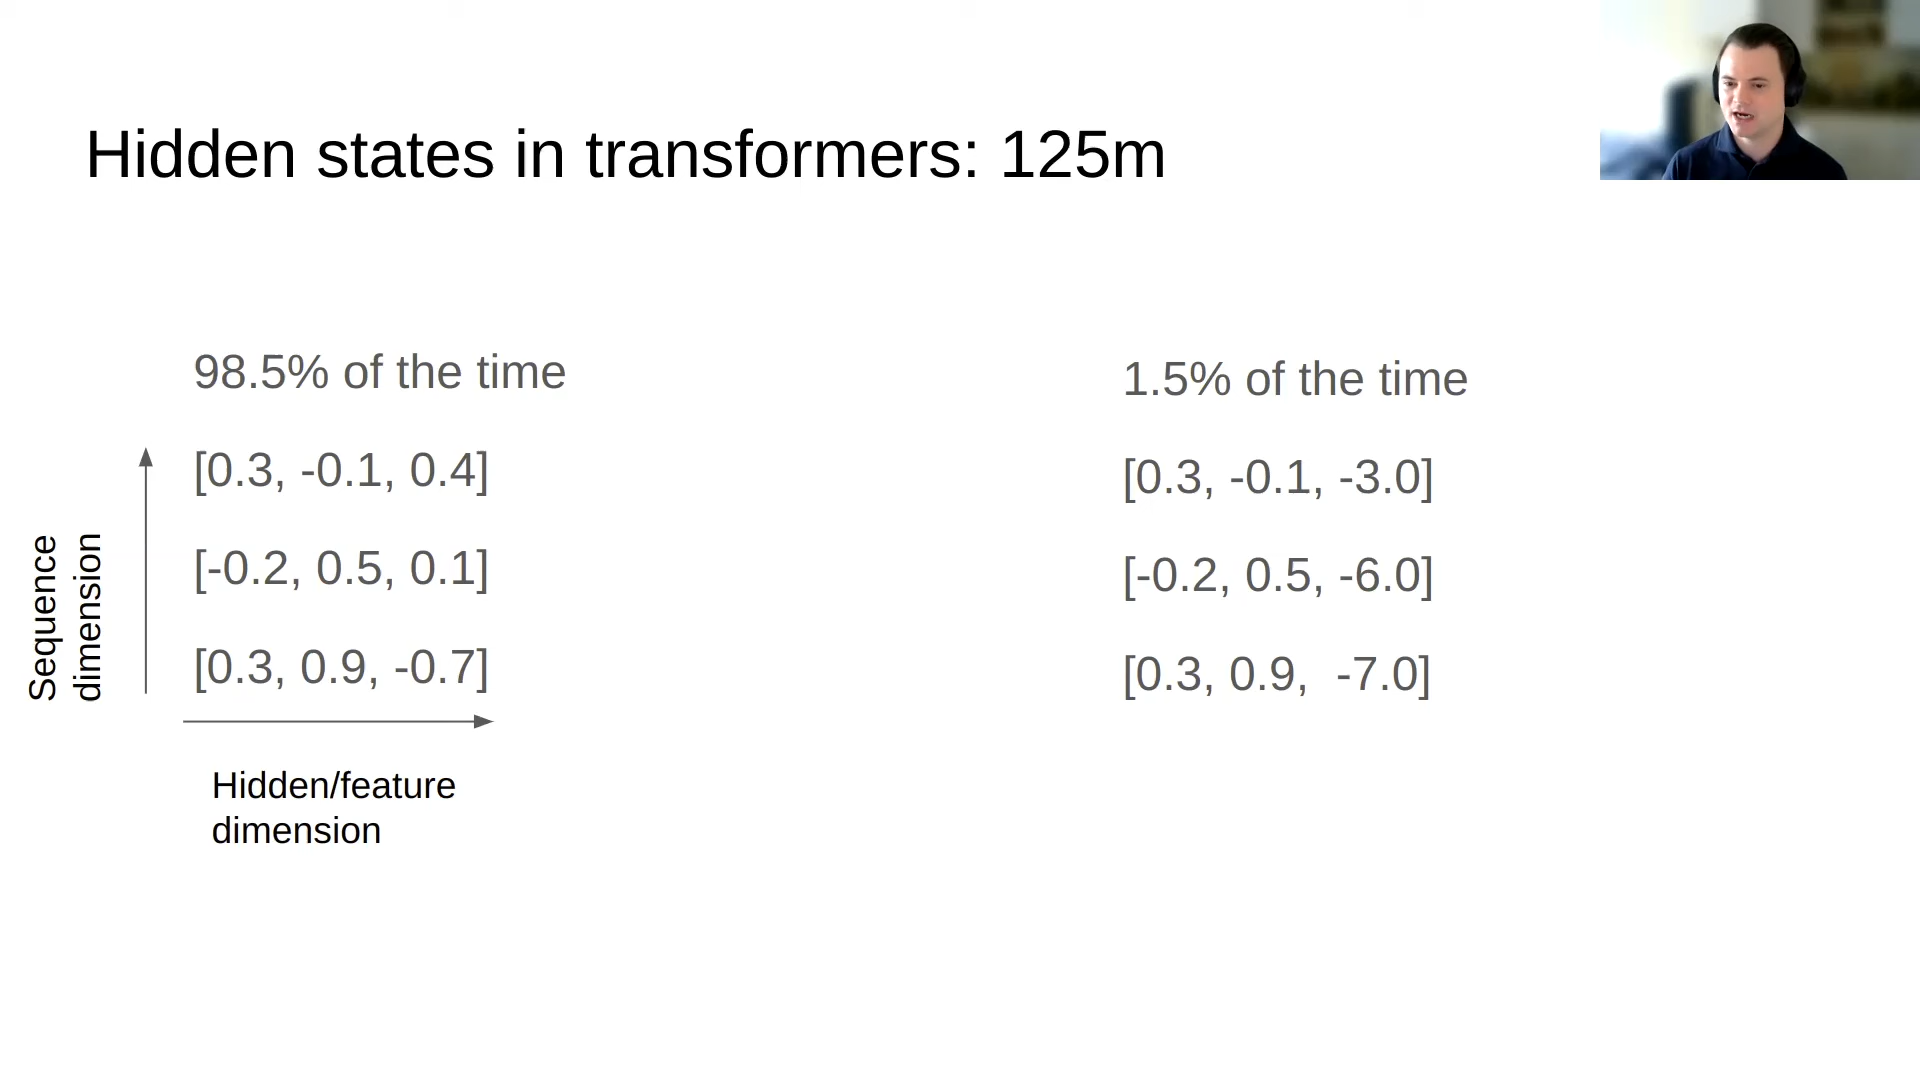 Hidden states in transformers: 125m
98.5% of the time
[0.3, -0.1, 0.4]
[-0.2, 0.5, 0.1]
[0.3, 0.9, -0.7]
Sequence
dimension
Hidden/feature
dimension
1.5% of the time
[0.3, -0.1, -3.0]
[-0.2, 0.5, -6.0]
[0.3, 0.9,  -7.0]